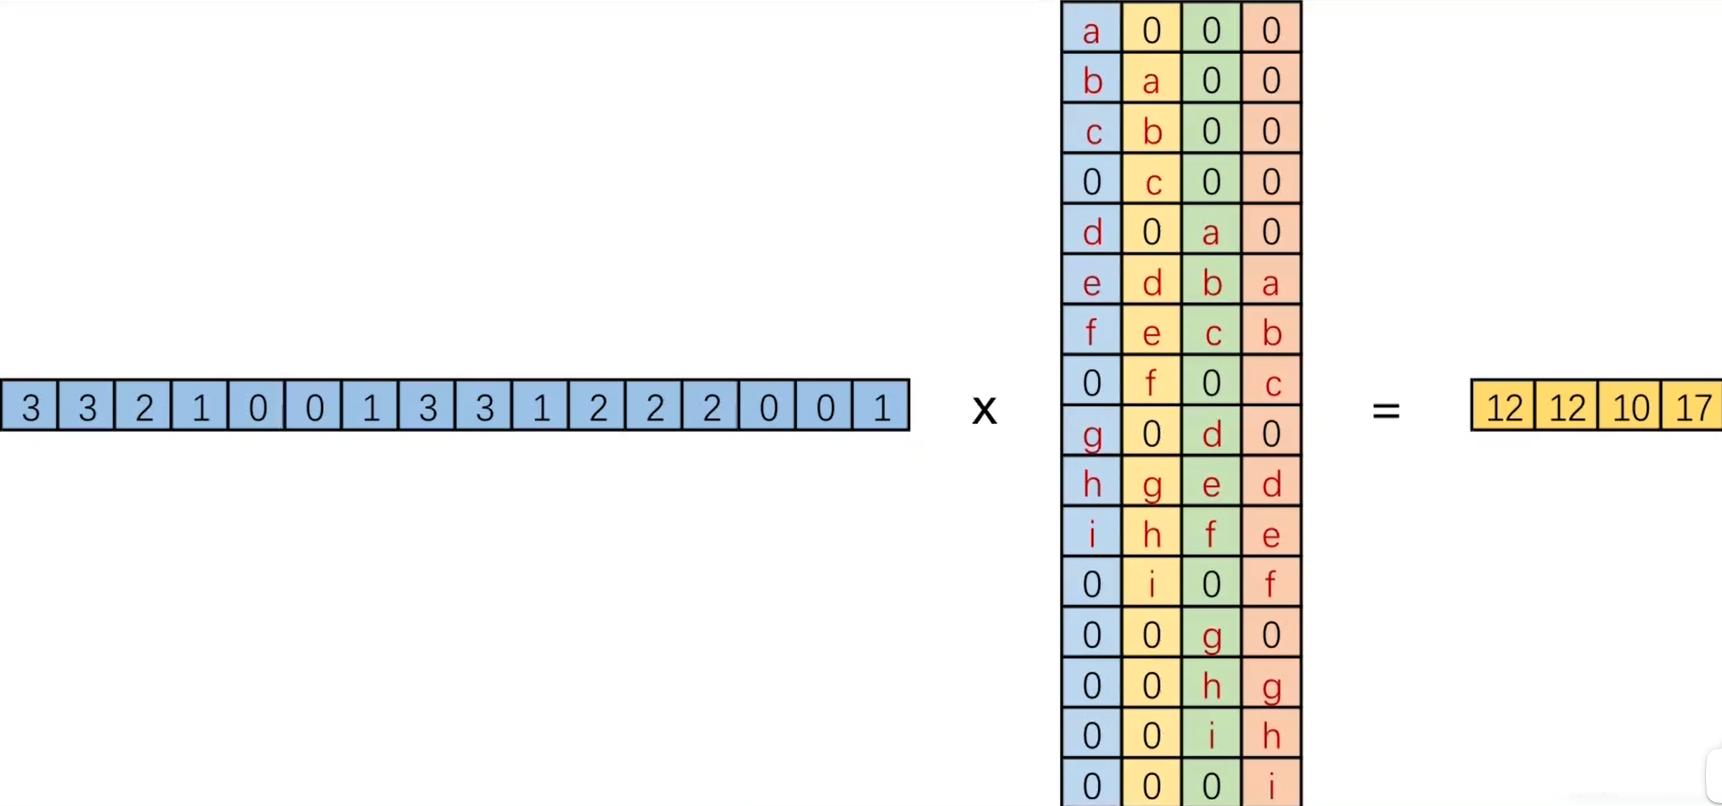 a 0 0 0
b a 0 0
c b 0 0
0 c 0 0
d 0 a 0
e d b a
f e c b
0 f 0 c
3 3 2 1 0 0 1 3 3 1 2 2 2 0 0 1 x = 12 12 10 17
g 0 d 0
h g e d
i h f e
0 i 0 f
0 0 g 0
0 0 h g
0 0 i h
0 0 0 i